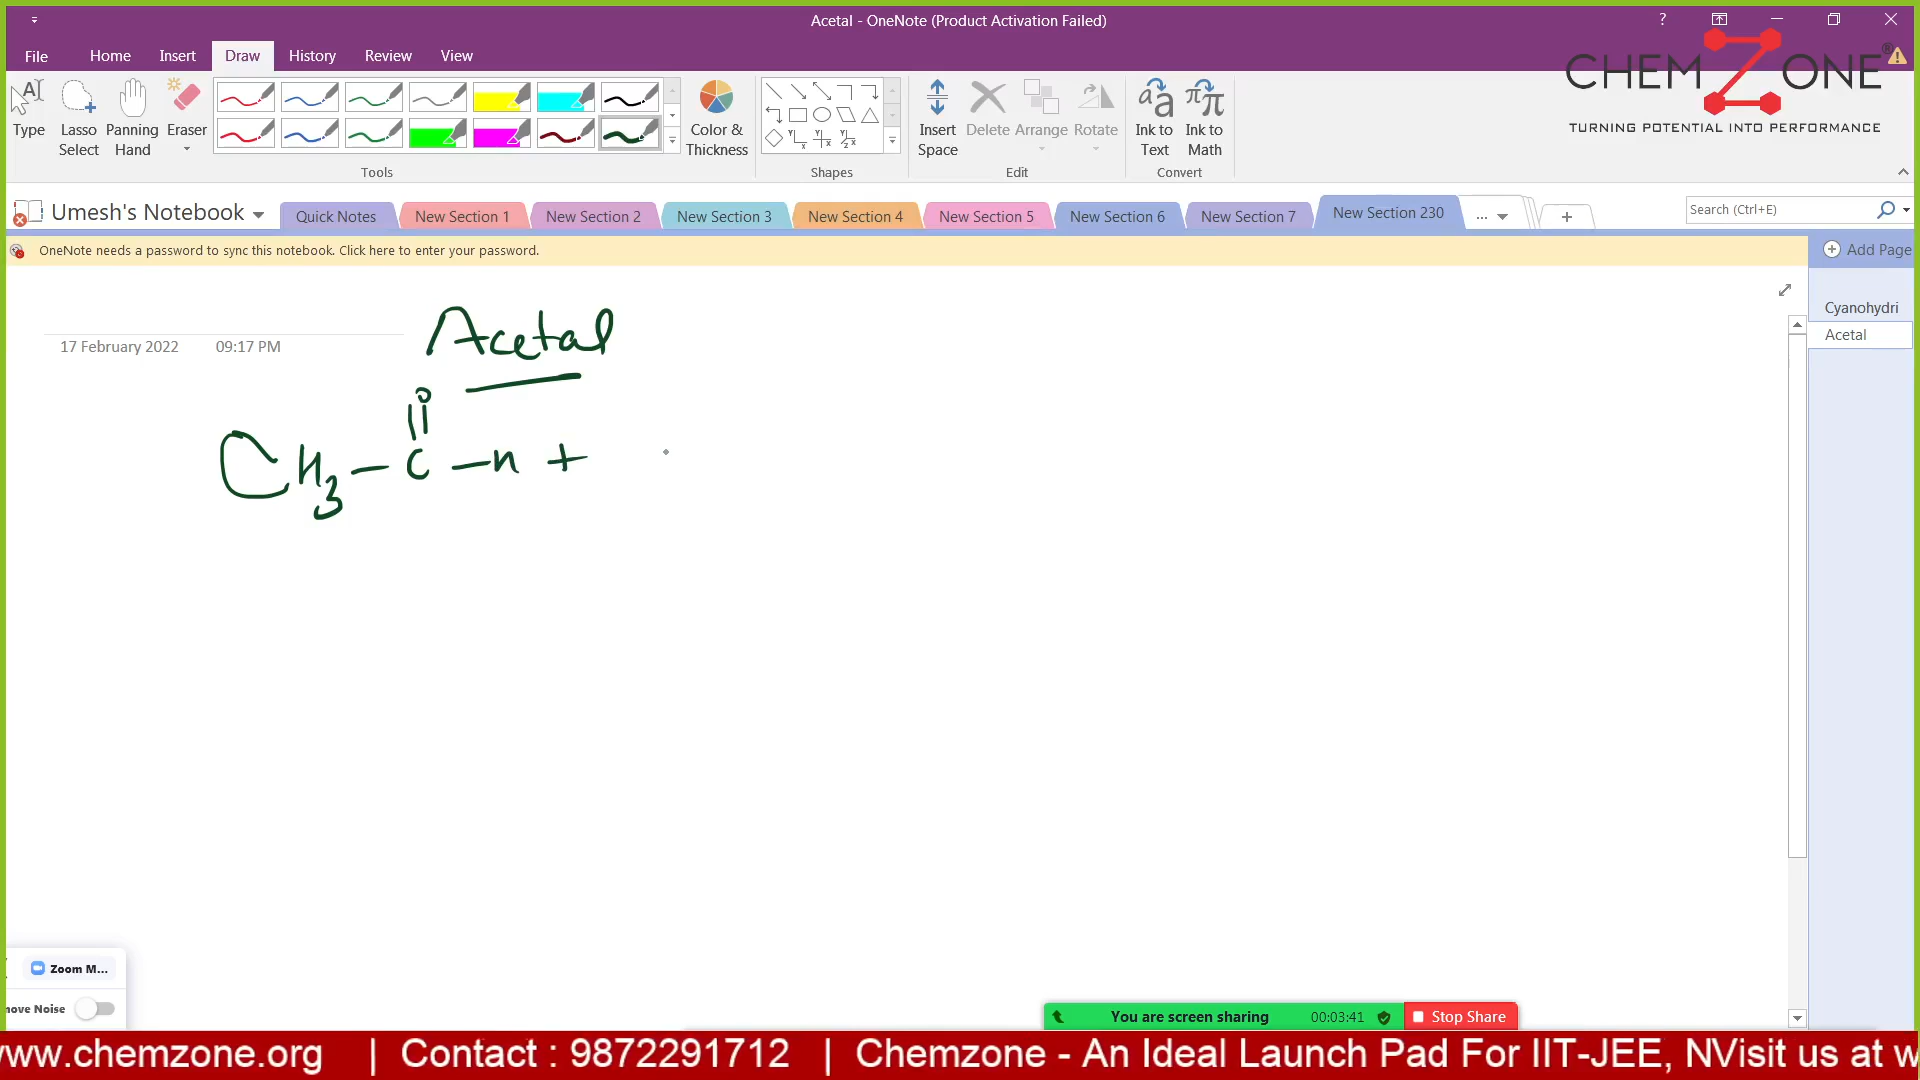 Acetal - OneNote (Product Activation Failed)
?
File Home Insert Draw History Review View
CHEMZONE®
TURNING POTENTIAL INTO PERFORMANCE
Type
Lasso Select
Panning Hand
Eraser
Color & Thickness
Insert Space
Delete
Arrange
Rotate
Ink to Text
Ink to Math
Tools
Shapes
Edit
Convert
Umesh's Notebook
Quick Notes New Section 1 New Section 2 New Section 3 New Section 4 New Section 5 New Section 6 New Section 7 New Section 230 ... +
Search (Ctrl+E)
OneNote needs a password to sync this notebook. Click here to enter your password.
Add Page
Cyanohydri
Acetal
Acetal
17 February 2022 09:17 PM
O
CH3 - C - H +
Zoom M...
move Noise
You are screen sharing 00:03:41 Stop Share
www.chemzone.org | Contact : 9872291712 | Chemzone - An Ideal Launch Pad For IIT-JEE, NVisit us at w